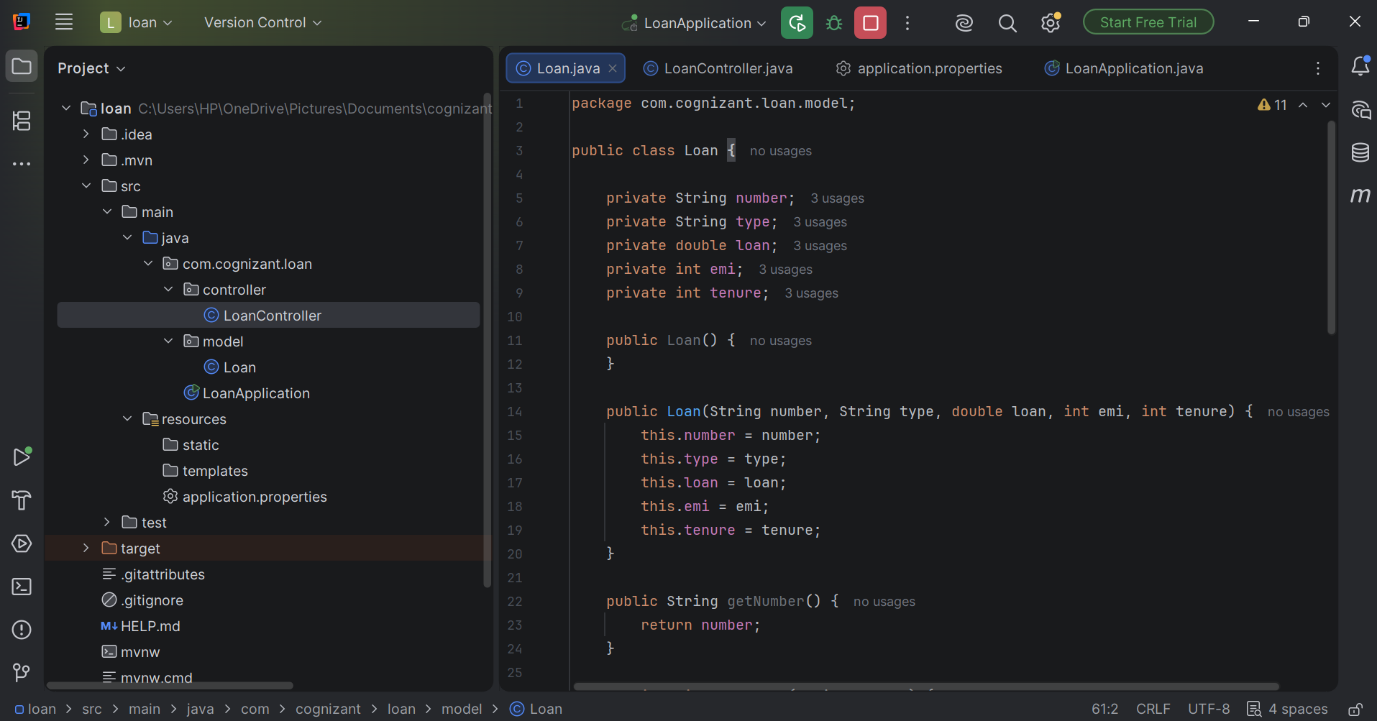 L loan Version Control LoanApplication Start Free Trial
Project
loan C:\Users\HP\OneDrive\Pictures\Documents\cognizant
.idea
.mvn
src
main
java
com.cognizant.loan
controller
LoanController
model
Loan
LoanApplication
resources
static
templates
application.properties
test
target
.gitattributes
.gitignore
M↓ HELP.md
mvnw
mvnw.cmd
Loan.java LoanController.java application.properties LoanApplication.java
1 package com.cognizant.loan.model; 11
2
3 public class Loan { no usages
4
5 private String number; 3 usages
6 private String type; 3 usages
7 private double loan; 3 usages
8 private int emi; 3 usages
9 private int tenure; 3 usages
10
11 public Loan() { no usages
12 }
13
14 public Loan(String number, String type, double loan, int emi, int tenure) { no usages
15 this.number = number;
16 this.type = type;
17 this.loan = loan;
18 this.emi = emi;
19 this.tenure = tenure;
20 }
21
22 public String getNumber() { no usages
23 return number;
24 }
25
m
loan > src > main > java > com > cognizant > loan > model > Loan 61:2 CRLF UTF-8 4 spaces